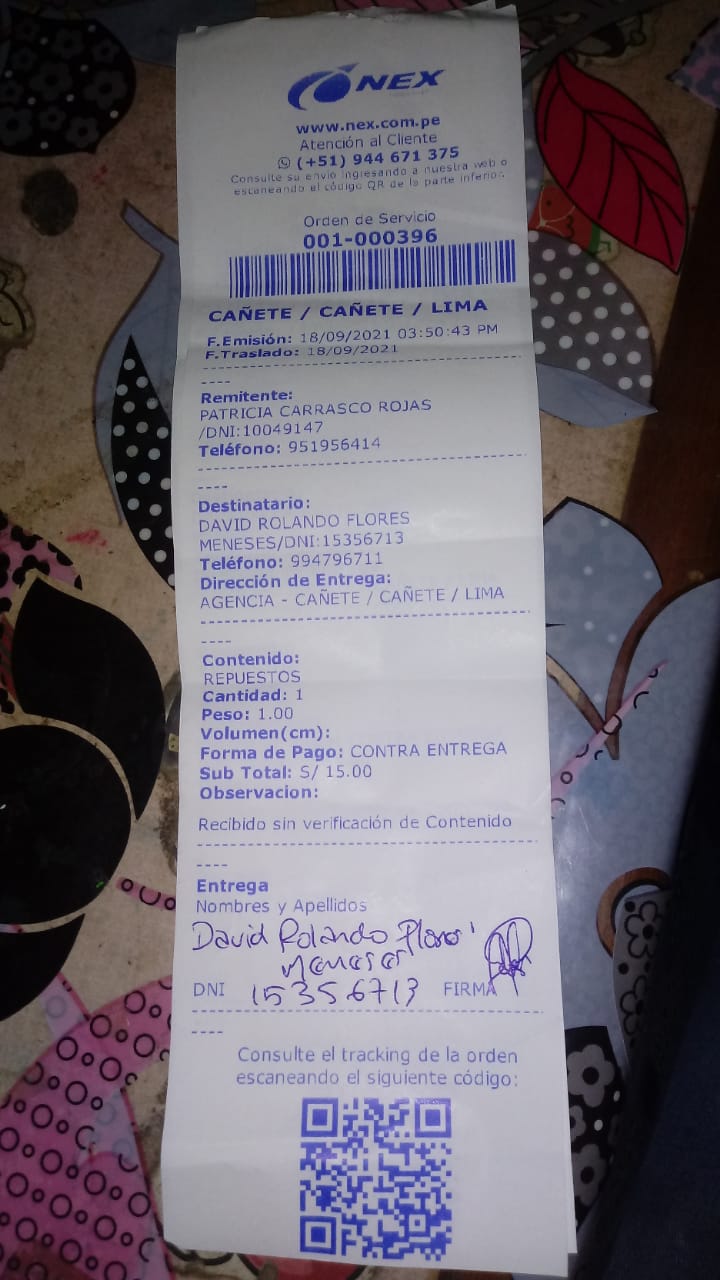 NEX
www.nex.com.pe
Atención al Cliente
(+51) 944 671 375
Consulte su envio ingresando a nuestra web o
escaneando el código QR de la parte inferior.
Orden de Servicio
001-000396
CAÑETE / CAÑETE / LIMA
F.Emisión: 18/09/2021 03:50:43 PM
F.Traslado: 18/09/2021
----
Remitente:
PATRICIA CARRASCO ROJAS
/DNI:10049147
Teléfono: 951956414
----
Destinatario:
DAVID ROLANDO FLORES
MENESES/DNI:15356713
Teléfono: 994796711
Dirección de Entrega:
AGENCIA - CAÑETE / CAÑETE / LIMA
----
Contenido:
REPUESTOS
Cantidad: 1
Peso: 1.00
Volumen(cm):
Forma de Pago: CONTRA ENTREGA
Sub Total: S/ 15.00
Observacion:
Recibido sin verificación de Contenido
----
Entrega
Nombres y Apellidos
David Rolando Flores
Meneses
DNI 15356713 FIRMA
----
Consulte el tracking de la orden
escaneando el siguiente código: